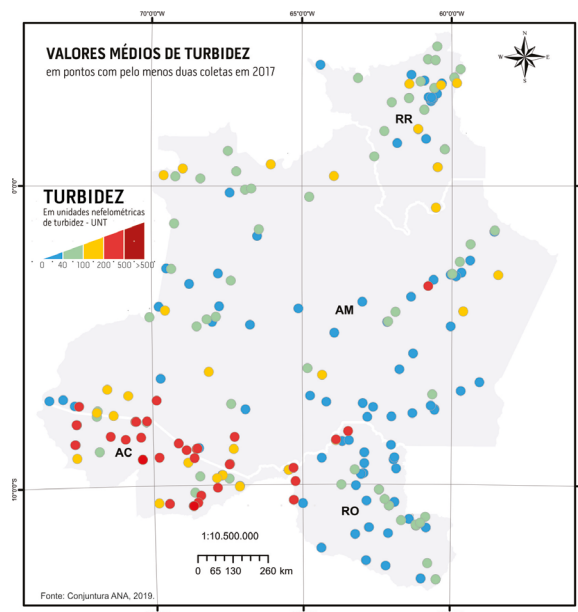 70°0'0"W
65°0'0"W
60°0'0"W
VALORES MÉDIOS DE TURBIDEZ
em pontos com pelo menos duas coletas em 2017
N
W
E
S
RR
0°0'0"
TURBIDEZ
Em unidades nefelométricas
de turbidez - UNT
0 40 100 200 500 >500
AM
AC
10°0'0"S
RO
1:10.500.000
0 65 130 260 km
Fonte: Conjuntura ANA, 2019.